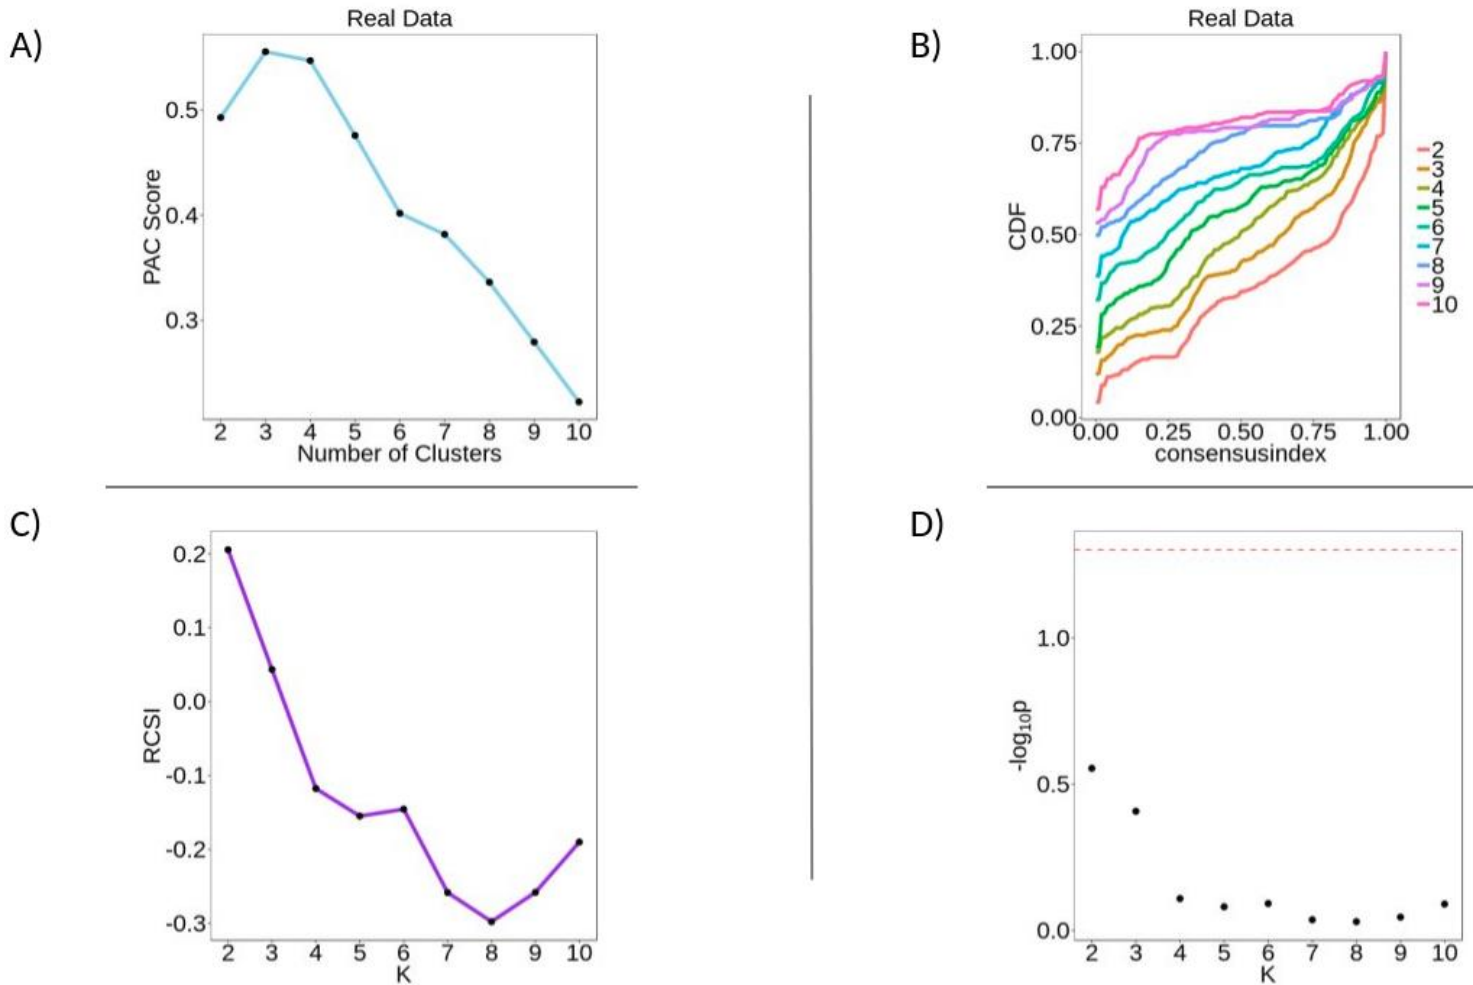 A)
Real Data
PAC Score
0.5
0.4
0.3
2 3 4 5 6 7 8 9 10
Number of Clusters
B)
Real Data
CDF
1.00
0.75
0.50
0.25
0.00
0.00 0.25 0.50 0.75 1.00
consensusindex
2
3
4
5
6
7
8
9
10
C)
RCSI
0.2
0.1
0.0
-0.1
-0.2
-0.3
2 3 4 5 6 7 8 9 10
K
D)
-log₁₀p
1.0
0.5
0.0
2 3 4 5 6 7 8 9 10
K